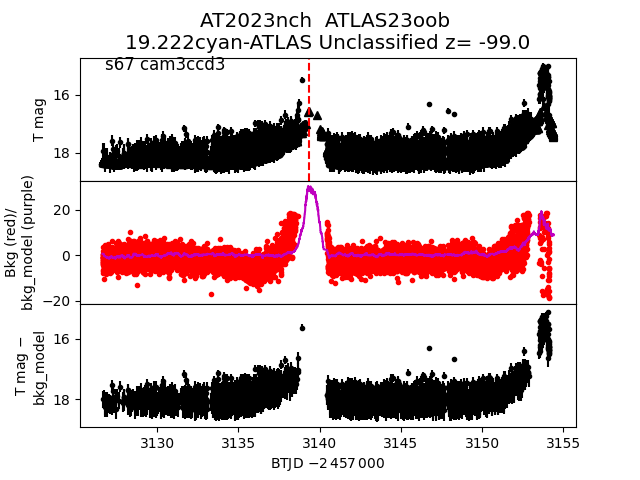 AT2023nch  ATLAS23oob
19.222cyan-ATLAS Unclassified z= -99.0
s67 cam3ccd3
T mag
16
18
Bkg (red)/
bkg_model (purple)
20
0
−20
T mag −
bkg_model
16
18
3130 3135 3140 3145 3150 3155
BTJD −2 457 000